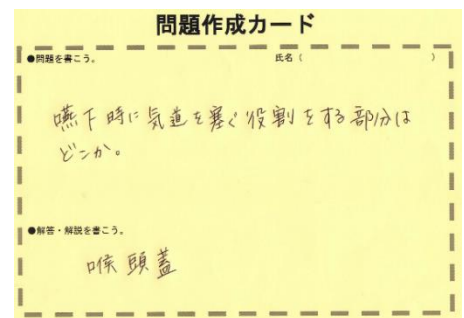 問題作成カード
●問題を書こう。 氏名（ ）
嚥下時に気道を塞ぐ役割をする部分は
どこか。
●解答・解説を書こう。
喉頭蓋